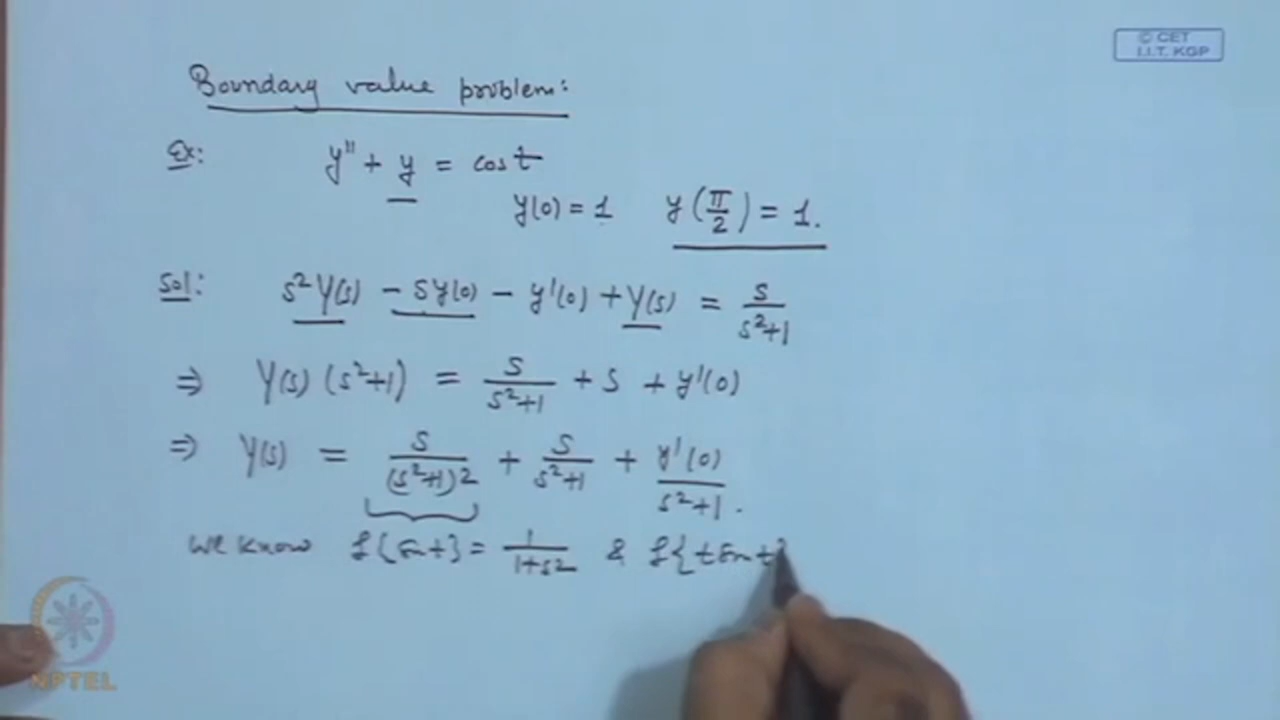 © CET
I.I.T. KGP
Boundary value problem:
Ex: y'' + y = cos t
y(0) = 1 y(π/2) = 1.
Sol: s²Y(s) - sy(0) - y'(0) + Y(s) = s/(s²+1)
⇒ Y(s) (s²+1) = s/(s²+1) + s + y'(0)
⇒ Y(s) = s/(s²+1)² + s/(s²+1) + y'(0)/(s²+1).
We know £{sin t} = 1/(1+s²) & £{t sin t}
NPTEL